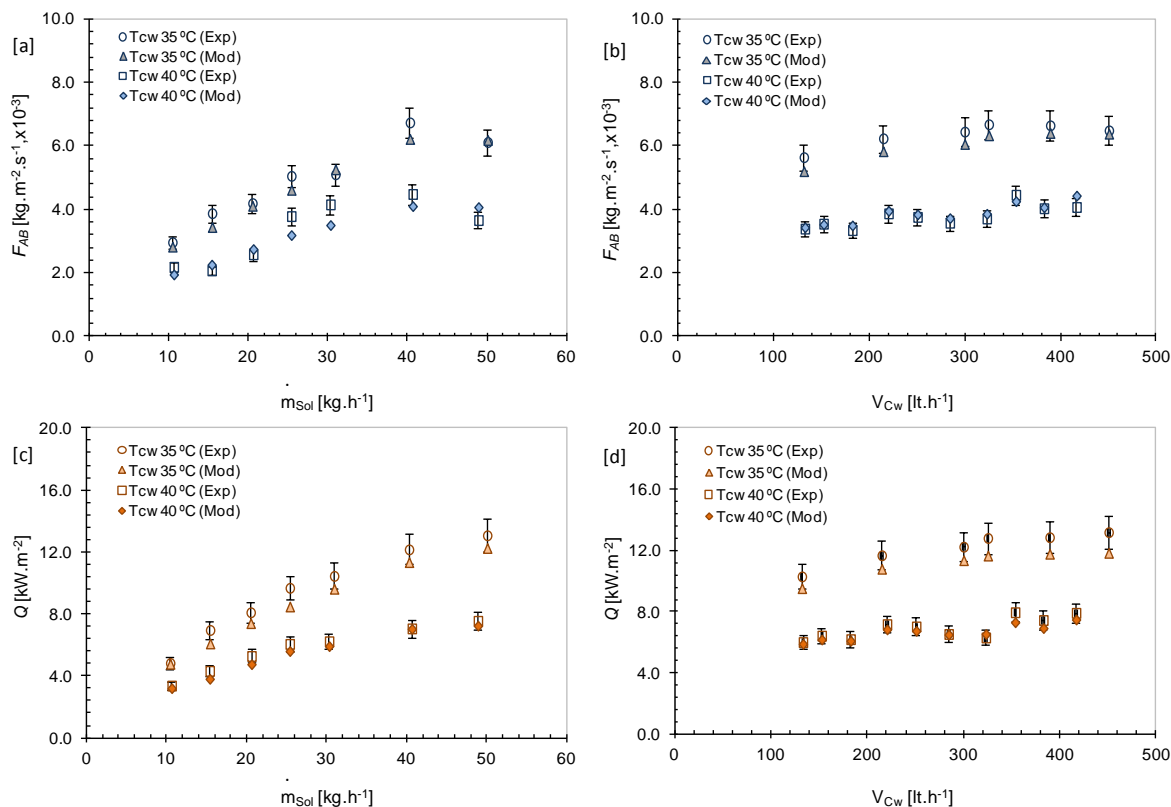 [a]
10.0
8.0
6.0
4.0
2.0
0.0
F_AB [kg.m⁻².s⁻¹,x10⁻³]
Tcw 35 ºC (Exp)
Tcw 35 ºC (Mod)
Tcw 40 ºC (Exp)
Tcw 40 ºC (Mod)
0 10 20 30 40 50 60
ṁ_Sol [kg.h⁻¹]
[b]
10.0
8.0
6.0
4.0
2.0
0.0
F_AB [kg.m⁻².s⁻¹,x10⁻³]
Tcw 35 ºC (Exp)
Tcw 35 ºC (Mod)
Tcw 40 ºC (Exp)
Tcw 40 ºC (Mod)
0 100 200 300 400 500
V_Cw [lt.h⁻¹]
[c]
20.0
16.0
12.0
8.0
4.0
0.0
Q [kW.m⁻²]
Tcw 35 ºC (Exp)
Tcw 35 ºC (Mod)
Tcw 40 ºC (Exp)
Tcw 40 ºC (Mod)
0 10 20 30 40 50 60
ṁ_Sol [kg.h⁻¹]
[d]
20.0
16.0
12.0
8.0
4.0
0.0
Q [kW.m⁻²]
Tcw 35 ºC (Exp)
Tcw 35 ºC (Mod)
Tcw 40 ºC (Exp)
Tcw 40 ºC (Mod)
0 100 200 300 400 500
V_Cw [lt.h⁻¹]